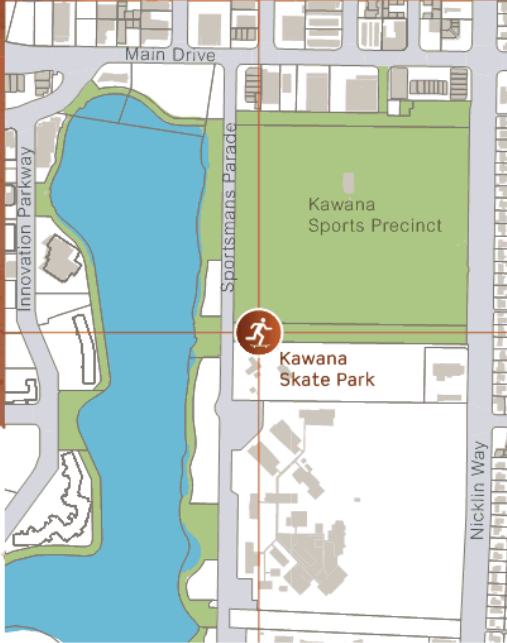 Main Drive
Innovation Parkway
Sportsmans Parade
Kawana
Sports Precinct
Kawana
Skate Park
Nicklin Way